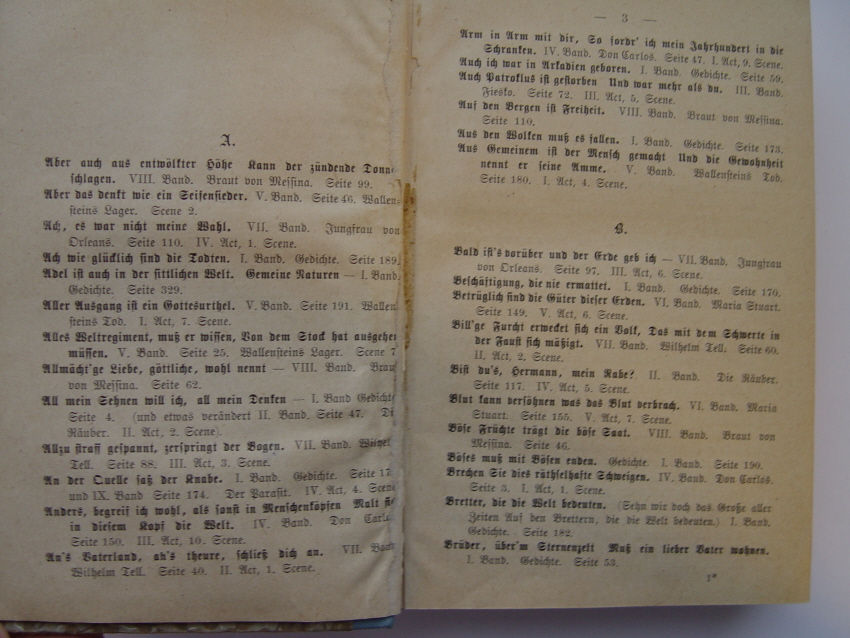 A.
Aber auch aus entwölkter Höhe Kann der zündende Donne
schlagen. VIII. Band. Braut von Messina. Seite 99.
Aber das denkt wie ein Seifensieder. V. Band. Seite 46. Wallen
steins Lager. Scene 2.
Ach, es war nicht meine Wahl. VII. Band. Jungfrau von
Orleans. Seite 110. IV. Act, 1. Scene.
Ach wie glücklich sind die Todten. I. Band. Gedichte. Seite 189.
Adel ist auch in der sittlichen Welt. Gemeine Naturen — I. Band.
Gedichte. Seite 329.
Aller Ausgang ist ein Gottesurthel. V. Band. Seite 191. Wallen
steins Tod. I. Act, 7. Scene.
Alles Weltregiment, muß er wissen, Von dem Stock hat ausgehen
müssen. V. Band. Seite 25. Wallensteins Lager. Scene 7
Allmächt'ge Liebe, göttliche, wohl nennt — VIII. Band. Brau
von Messina. Seite 62.
All mein Sehnen will ich, all mein Denken — I. Band Gedicht
Seite 4. (und etwas verändert II. Band, Seite 47. Di
Räuber. II. Act, 2. Scene).
Allzu straff gespannt, zerspringt der Bogen. VII. Band. Wilhel
Tell. Seite 88. III. Act, 3. Scene.
An der Quelle saß der Knabe. I. Band. Gedichte. Seite 17
und IX. Band Seite 174. Der Parasit. IV. Act, 4. Scene
Anders, begreif ich wohl, als sonst in Menschenköpfen Malt sic
in diesem Kopf die Welt. IV. Band. Don Carlo
Seite 150. III. Act, 10. Scene.
An's Vaterland, an's theure, schließ dich an. VII. Band
Wilhelm Tell. Seite 40. II. Act, 1. Scene.
— 3 —
Arm in Arm mit dir, So fordr' ich mein Jahrhundert in die
Schranken. IV. Band. Don Carlos. Seite 47. I. Act, 9. Scene.
Auch ich war in Arkadien geboren. I. Band. Gedichte. Seite 59.
Auch Patroklus ist gestorben Und war mehr als du. III. Band.
Fiesko. Seite 72. III. Act, 5. Scene.
Auf den Bergen ist Freiheit. VIII. Band. Braut von Messina.
Seite 110.
Aus den Wolken muß es fallen. I. Band. Gedichte. Seite 173.
Aus Gemeinem ist der Mensch gemacht Und die Gewohnheit
nennt er seine Amme. V. Band. Wallensteins Tod.
Seite 180. I. Act, 4. Scene.
B.
Bald ist's vorüber und der Erde geb ich — VII. Band. Jungfrau
von Orleans. Seite 97. III. Act, 6. Scene.
Beschäftigung, die nie ermattet. I. Band. Gedichte. Seite 170.
Betrüglich sind die Güter dieser Erden. VI. Band. Maria Stuart.
Seite 149. V. Act, 6. Scene.
Bill'ge Furcht erwecket sich ein Volk, Das mit dem Schwerte in
der Faust sich mäßigt. VII. Band. Wilhelm Tell. Seite 60.
II. Act, 2. Scene.
Bist du's, Hermann, mein Rabe? II. Band. Die Räuber.
Seite 117. IV. Act, 5. Scene.
Blut kann versöhnen was das Blut verbrach. VI. Band. Maria
Stuart. Seite 155. V. Act, 7. Scene.
Böse Früchte trägt die böse Saat. VIII. Band. Braut von
Messina. Seite 46.
Böses muß mit Bösen enden. Gedichte. I. Band. Seite 190.
Brechen Sie dies räthselhafte Schweigen. IV. Band. Don Carlos.
Seite 3. I. Act, 1. Scene.
Bretter, die die Welt bedeuten. (Sehn wir doch das Große aller
Zeiten Auf den Brettern, die die Welt bedeuten.) I. Band.
Gedichte. Seite 182.
Brüder, über'm Sternenzelt Muß ein lieber Vater wohnen.
I. Band. Gedichte. Seite 53.
1*